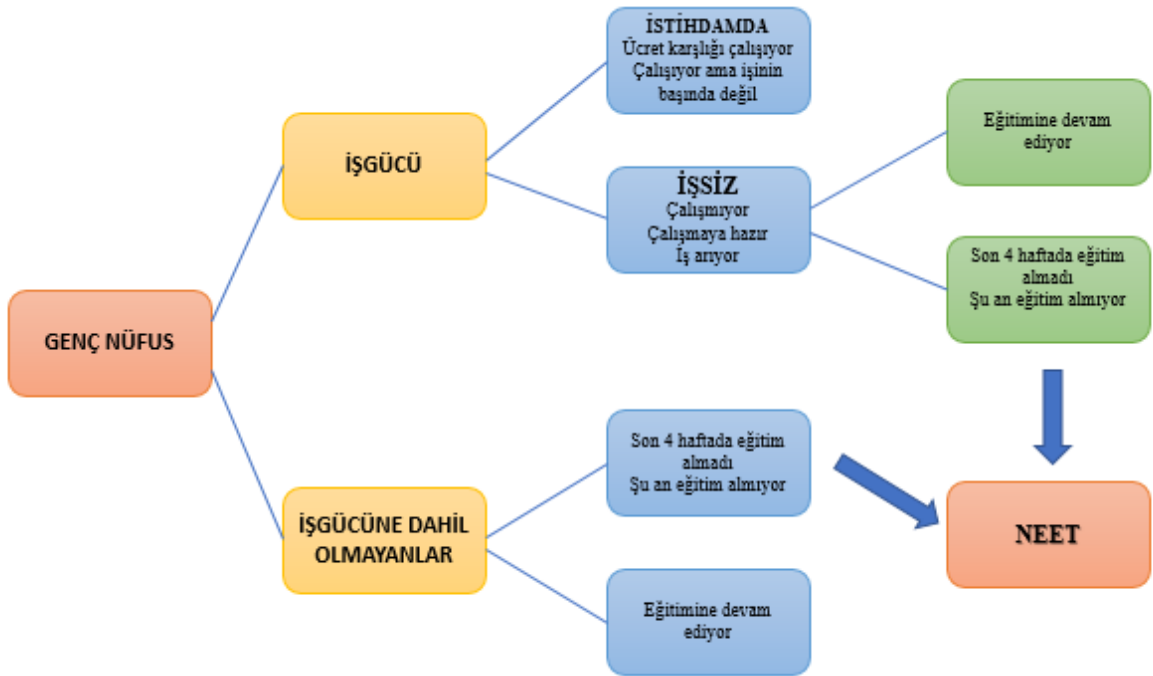 İSTİHDAMDA
Ücret karşlığı çalışıyor
Çalışıyor ama işinin
başında değil
Eğitimine devam
ediyor
İŞGÜCÜ
İŞSİZ
Çalışmıyor
Çalışmaya hazır
İş arıyor
Son 4 haftada eğitim
almadı
Şu an eğitim almıyor
GENÇ NÜFUS
Son 4 haftada eğitim
almadı
Şu an eğitim almıyor
İŞGÜCÜNE DAHİL
OLMAYANLAR
NEET
Eğitimine devam
ediyor